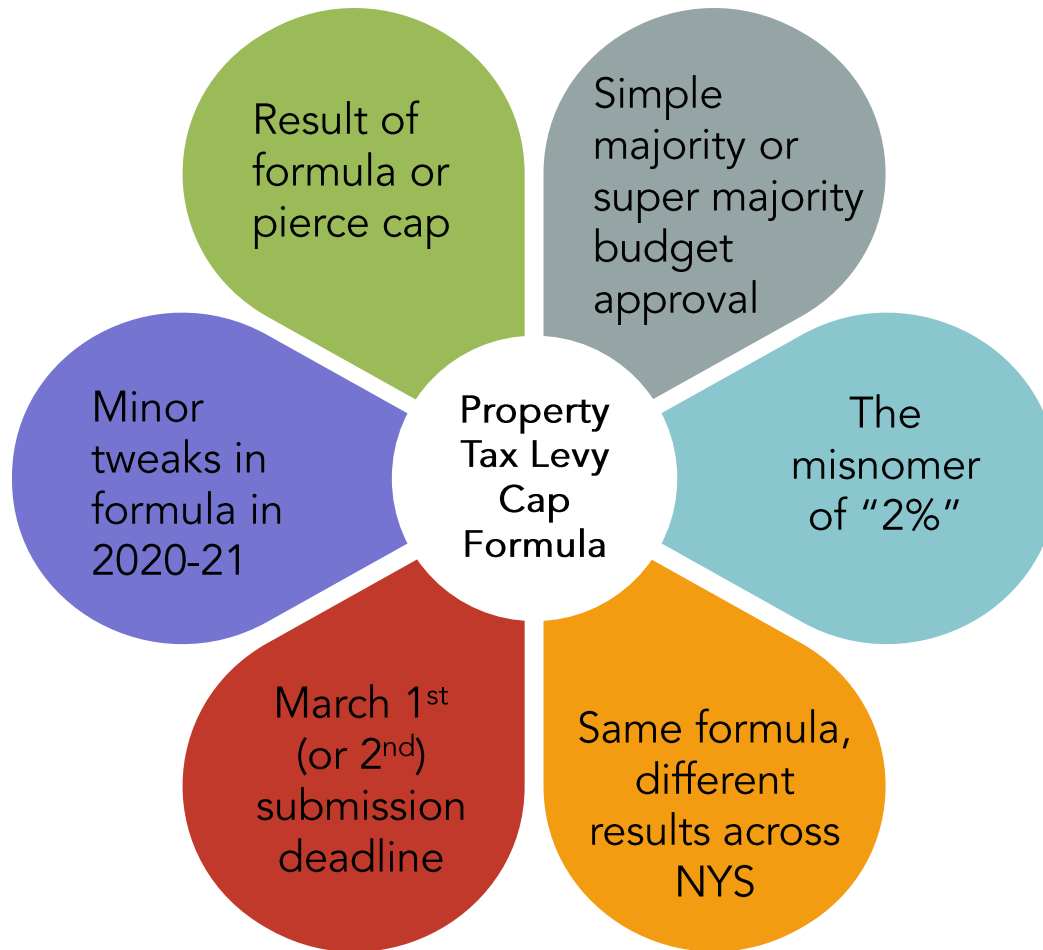 Result of
formula or
pierce cap
Simple
majority or
super majority
budget
approval
Minor
tweaks in
formula in
2020-21
Property
Tax Levy
Cap
Formula
The
misnomer
of “2%”
March 1st
(or 2nd)
submission
deadline
Same formula,
different
results across
NYS